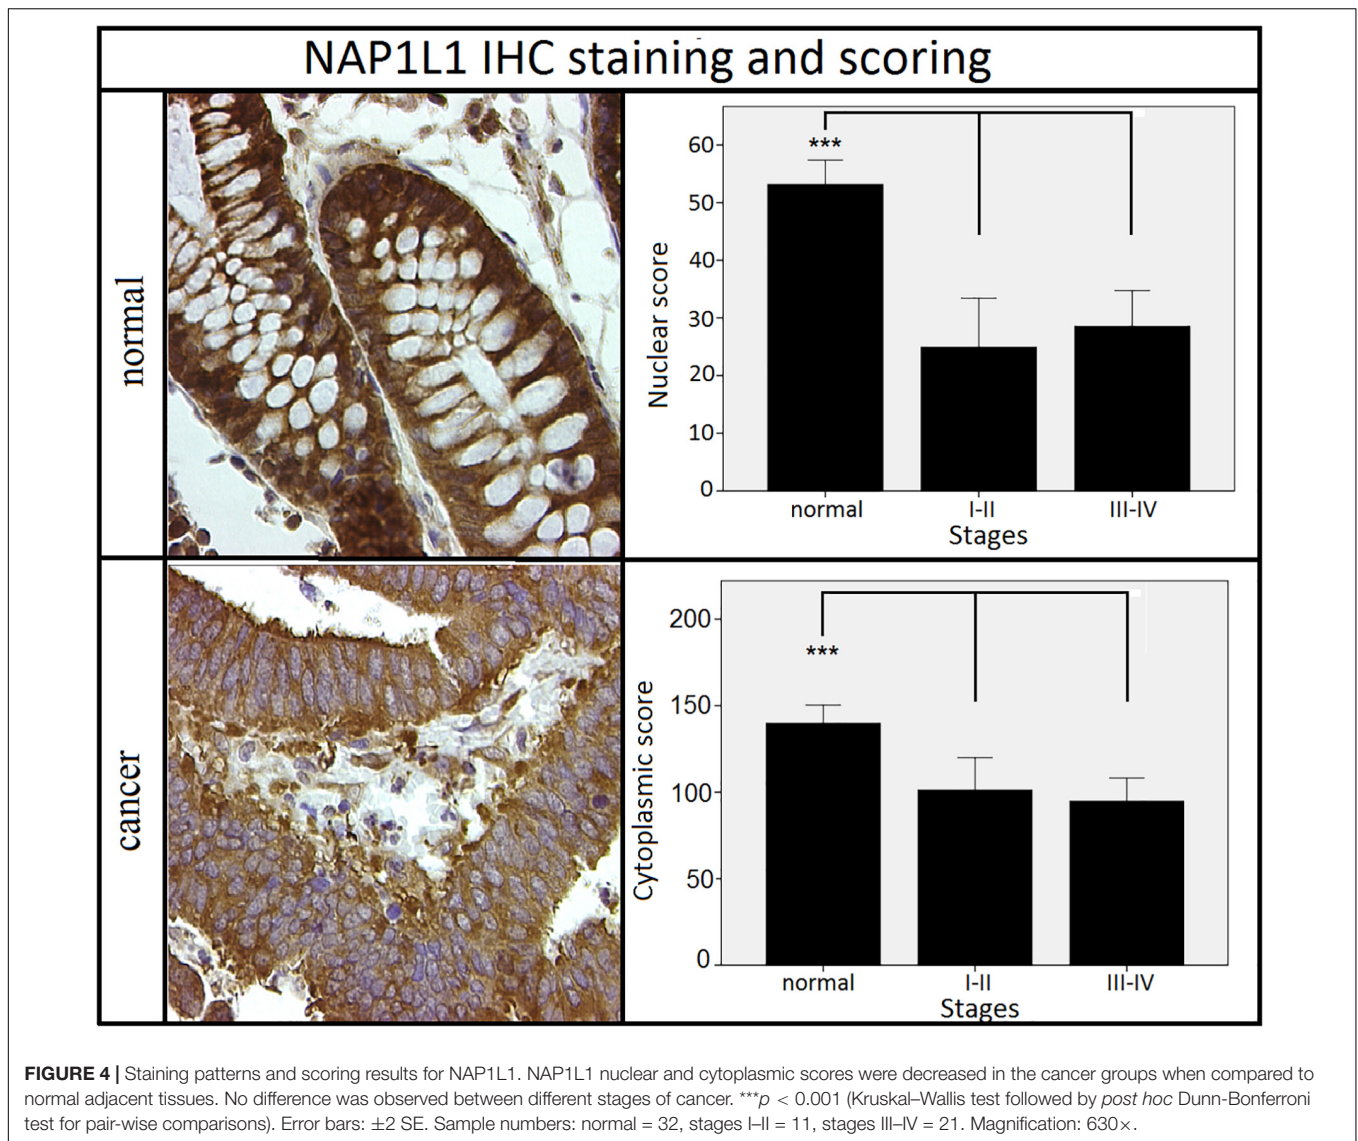 NAP1L1 IHC staining and scoring
normal
60
50
40
30
20
10
0
Nuclear score
***
normal I-II III-IV
Stages
cancer
200
150
100
50
0
Cytoplasmic score
***
normal I-II III-IV
Stages
FIGURE 4 | Staining patterns and scoring results for NAP1L1. NAP1L1 nuclear and cytoplasmic scores were decreased in the cancer groups when compared to
normal adjacent tissues. No difference was observed between different stages of cancer. ***p < 0.001 (Kruskal–Wallis test followed by post hoc Dunn-Bonferroni
test for pair-wise comparisons). Error bars: ±2 SE. Sample numbers: normal = 32, stages I–II = 11, stages III–IV = 21. Magnification: 630×.